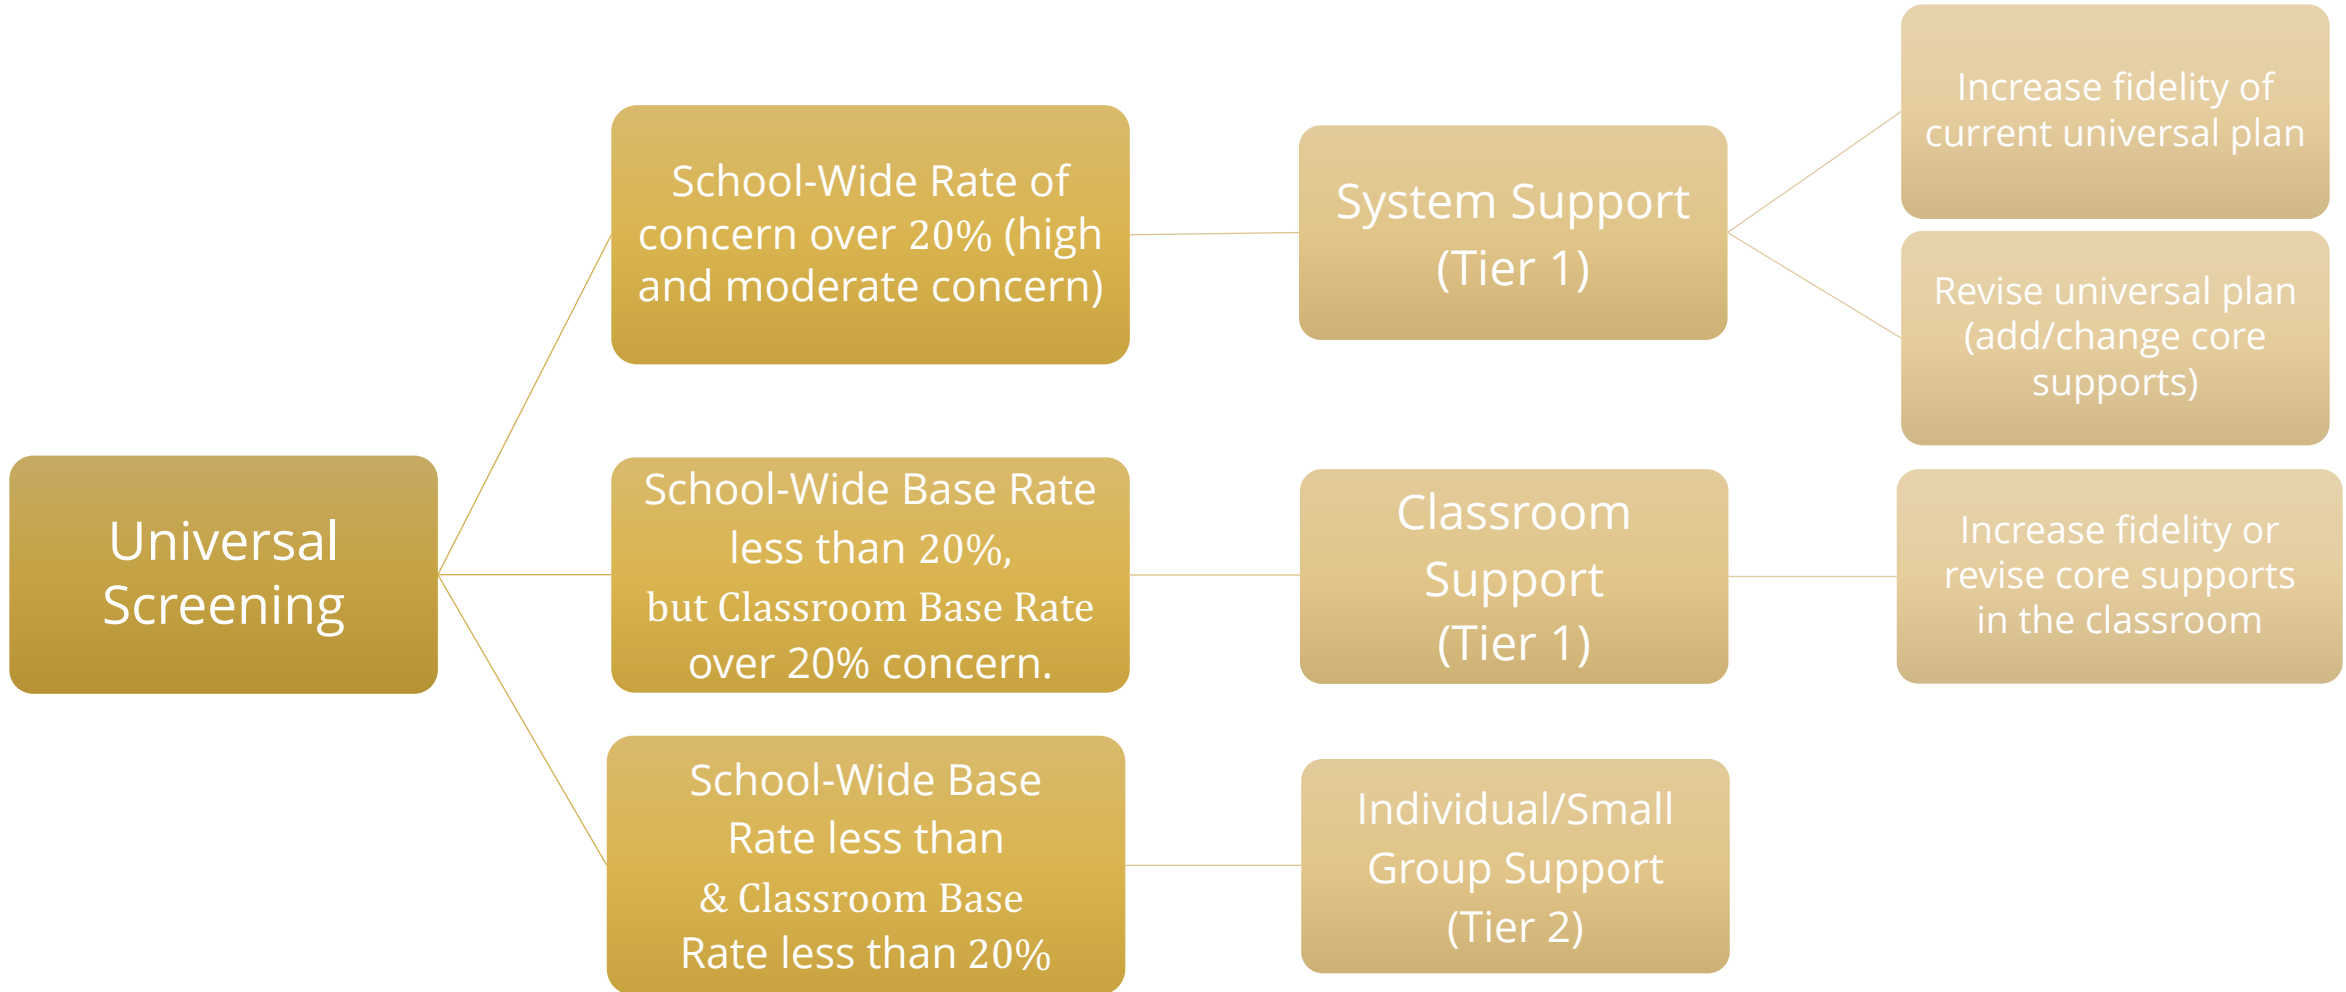 Universal
Screening
School-Wide Rate of
concern over 20% (high
and moderate concern)
System Support
(Tier 1)
Increase fidelity of
current universal plan
Revise universal plan
(add/change core
supports)
School-Wide Base Rate
less than 20%,
but Classroom Base Rate
over 20% concern.
Classroom
Support
(Tier 1)
Increase fidelity or
revise core supports
in the classroom
School-Wide Base
Rate less than
& Classroom Base
Rate less than 20%
Individual/Small
Group Support
(Tier 2)